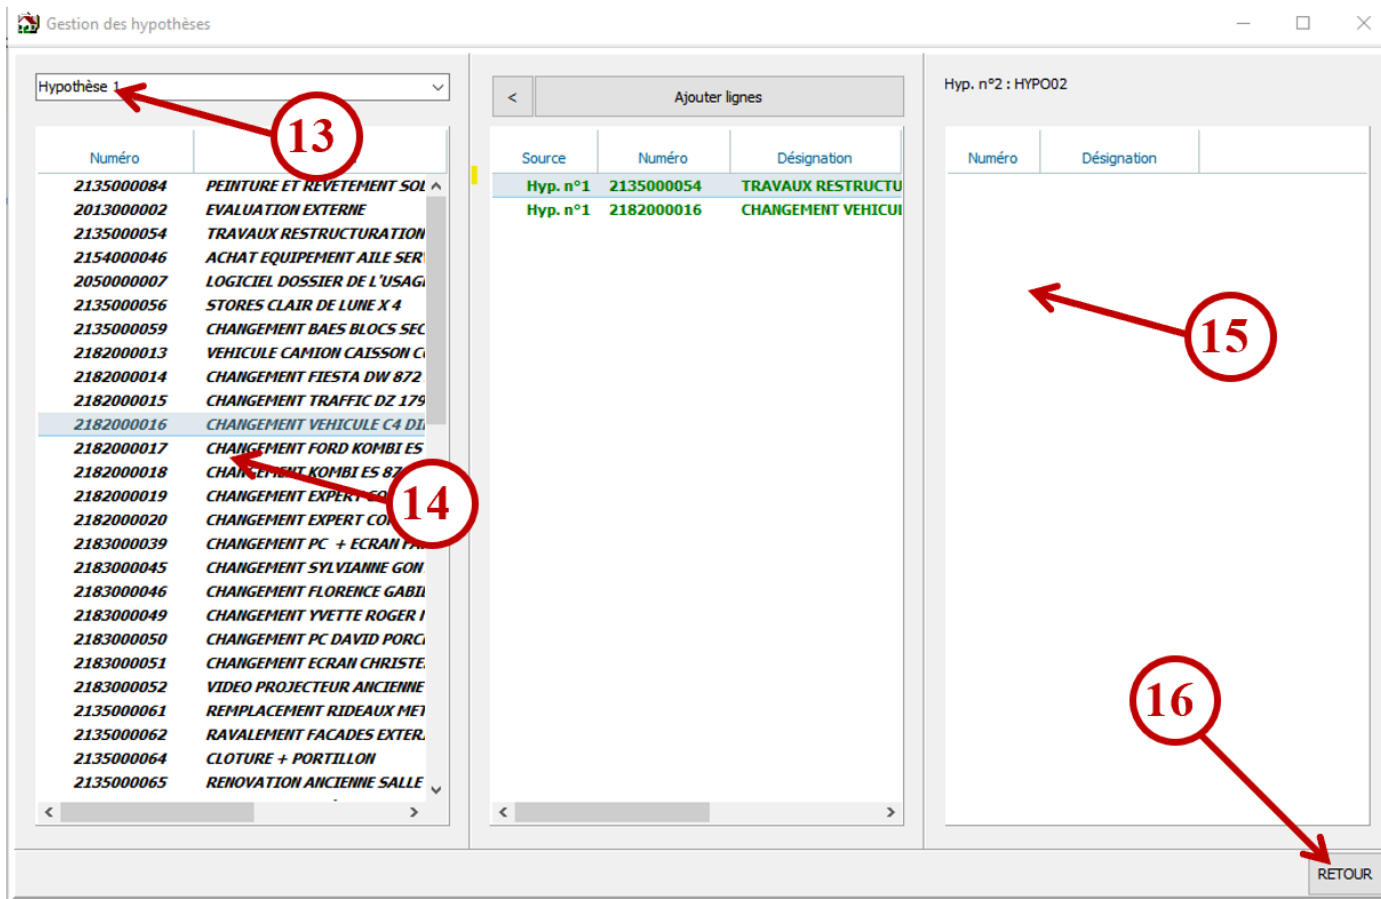 Gestion des hypothèses
Hypothèse 1
13
Numéro
2135000084 PEINTURE ET REVETEMENT SOL
2013000002 EVALUATION EXTERNE
2135000054 TRAVAUX RESTRUCTURATION
2154000046 ACHAT EQUIPEMENT AILE SER
2050000007 LOGICIEL DOSSIER DE L'USAG
2135000056 STORES CLAIR DE LUNE X 4
2135000059 CHANGEMENT BAES BLOCS SEC
2182000013 VEHICULE CAMION CAISSON
2182000014 CHANGEMENT FIESTA DW 872
2182000015 CHANGEMENT TRAFFIC DZ 179
2182000016 CHANGEMENT VEHICULE C4 DI
2182000017 CHANGEMENT FORD KOMBI ES
2182000018 CHANGEMENT KOMBI ES 87
2182000019 CHANGEMENT EXPERT
2182000020 CHANGEMENT EXPERT CO
2183000039 CHANGEMENT PC + ECRAN
2183000045 CHANGEMENT SYLVIANNE GON
2183000046 CHANGEMENT FLORENCE GABI
2183000049 CHANGEMENT YVETTE ROGER
2183000050 CHANGEMENT PC DAVID PORC
2183000051 CHANGEMENT ECRAN CHRISTE
2183000052 VIDEO PROJECTEUR ANCIENNE
2135000061 REMPLACEMENT RIDEAUX MET
2135000062 RAVALEMENT FACADES EXTER
2135000064 CLOTURE + PORTILLON
2135000065 RENOVATION ANCIENNE SALLE
14
< Ajouter lignes
Source Numéro Désignation
Hyp. n°1 2135000054 TRAVAUX RESTRUCTU
Hyp. n°1 2182000016 CHANGEMENT VEHICUL
Hyp. n°2 : HYPO02
Numéro Désignation
15
16
RETOUR